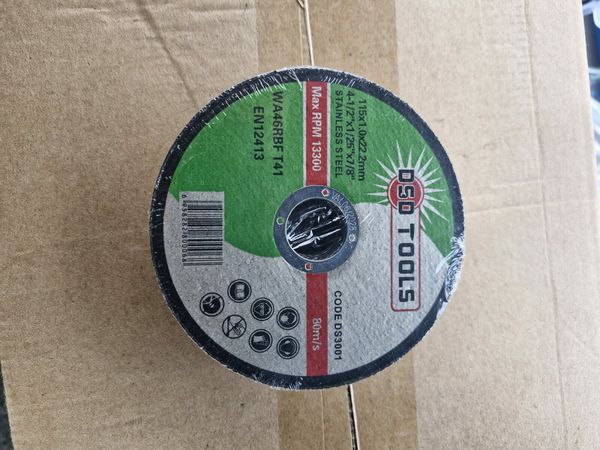 DSD TOOLS
115x1.0x22.2mm
4-1/2"x1/25"x7/8"
STAINLESS STEEL
Max RPM 13300
80m/s
WA46RBF T41
EN12413
CODE:DS3001